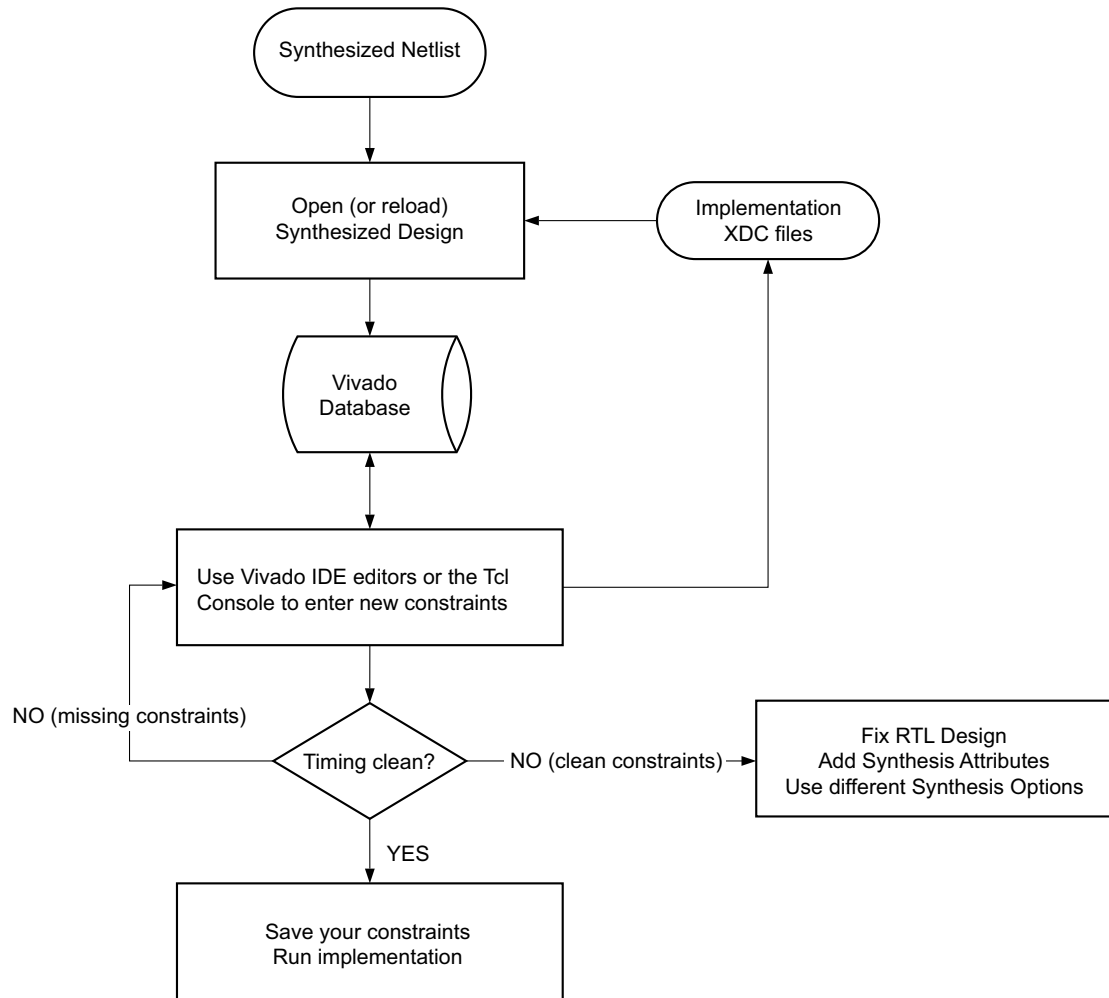 Synthesized Netlist
Open (or reload)
Synthesized Design
Implementation
XDC files
Vivado
Database
Use Vivado IDE editors or the Tcl
Console to enter new constraints
NO (missing constraints)
Timing clean?
NO (clean constraints)
Fix RTL Design
Add Synthesis Attributes
Use different Synthesis Options
YES
Save your constraints
Run implementation